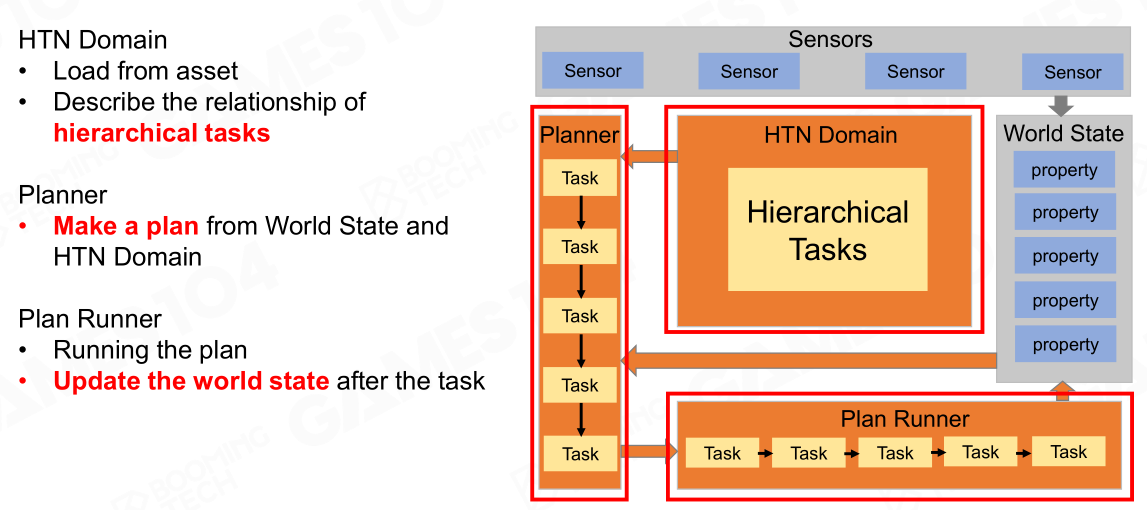 HTN Domain
• Load from asset
• Describe the relationship of
hierarchical tasks
Planner
• Make a plan from World State and
HTN Domain
Plan Runner
• Running the plan
• Update the world state after the task
Sensors
Sensor
Sensor
Sensor
Sensor
Planner
Task
Task
Task
Task
Task
HTN Domain
Hierarchical
Tasks
World State
property
property
property
property
property
Plan Runner
Task
Task
Task
Task
Task
GAMES104
BOOMING
TECH